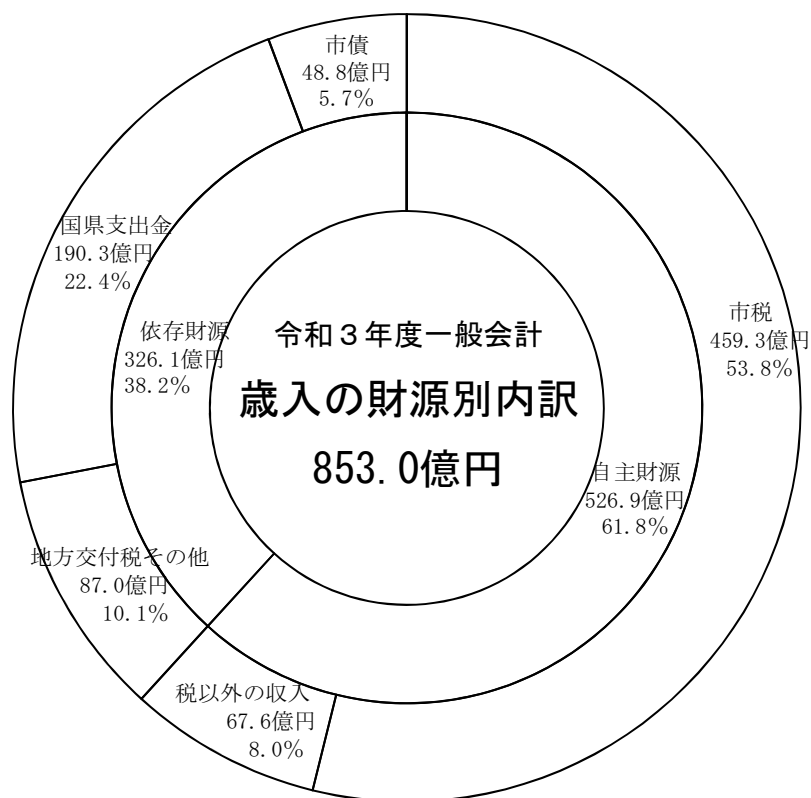 令和３年度一般会計
歳入の財源別内訳
853.0億円
市税
459.3億円
53.8％
自主財源
526.9億円
61.8％
税以外の収入
67.6億円
8.0％
地方交付税その他
87.0億円
10.1％
依存財源
326.1億円
38.2％
国県支出金
190.3億円
22.4％
市債
48.8億円
5.7％